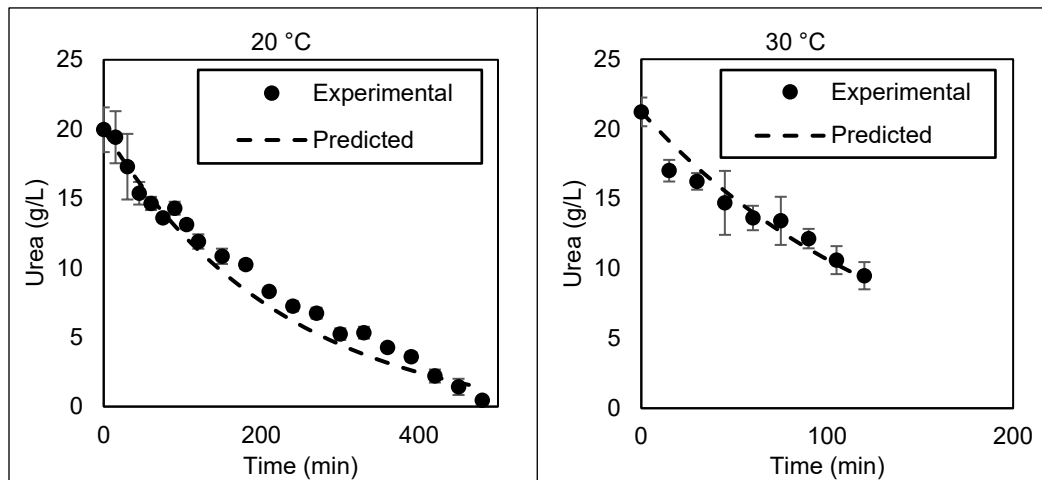 20 °C
25
20
15
10
5
0
Urea (g/L)
Experimental
Predicted
0
200
400
Time (min)
30 °C
25
20
15
10
5
0
Urea (g/L)
Experimental
Predicted
0
100
200
Time (min)